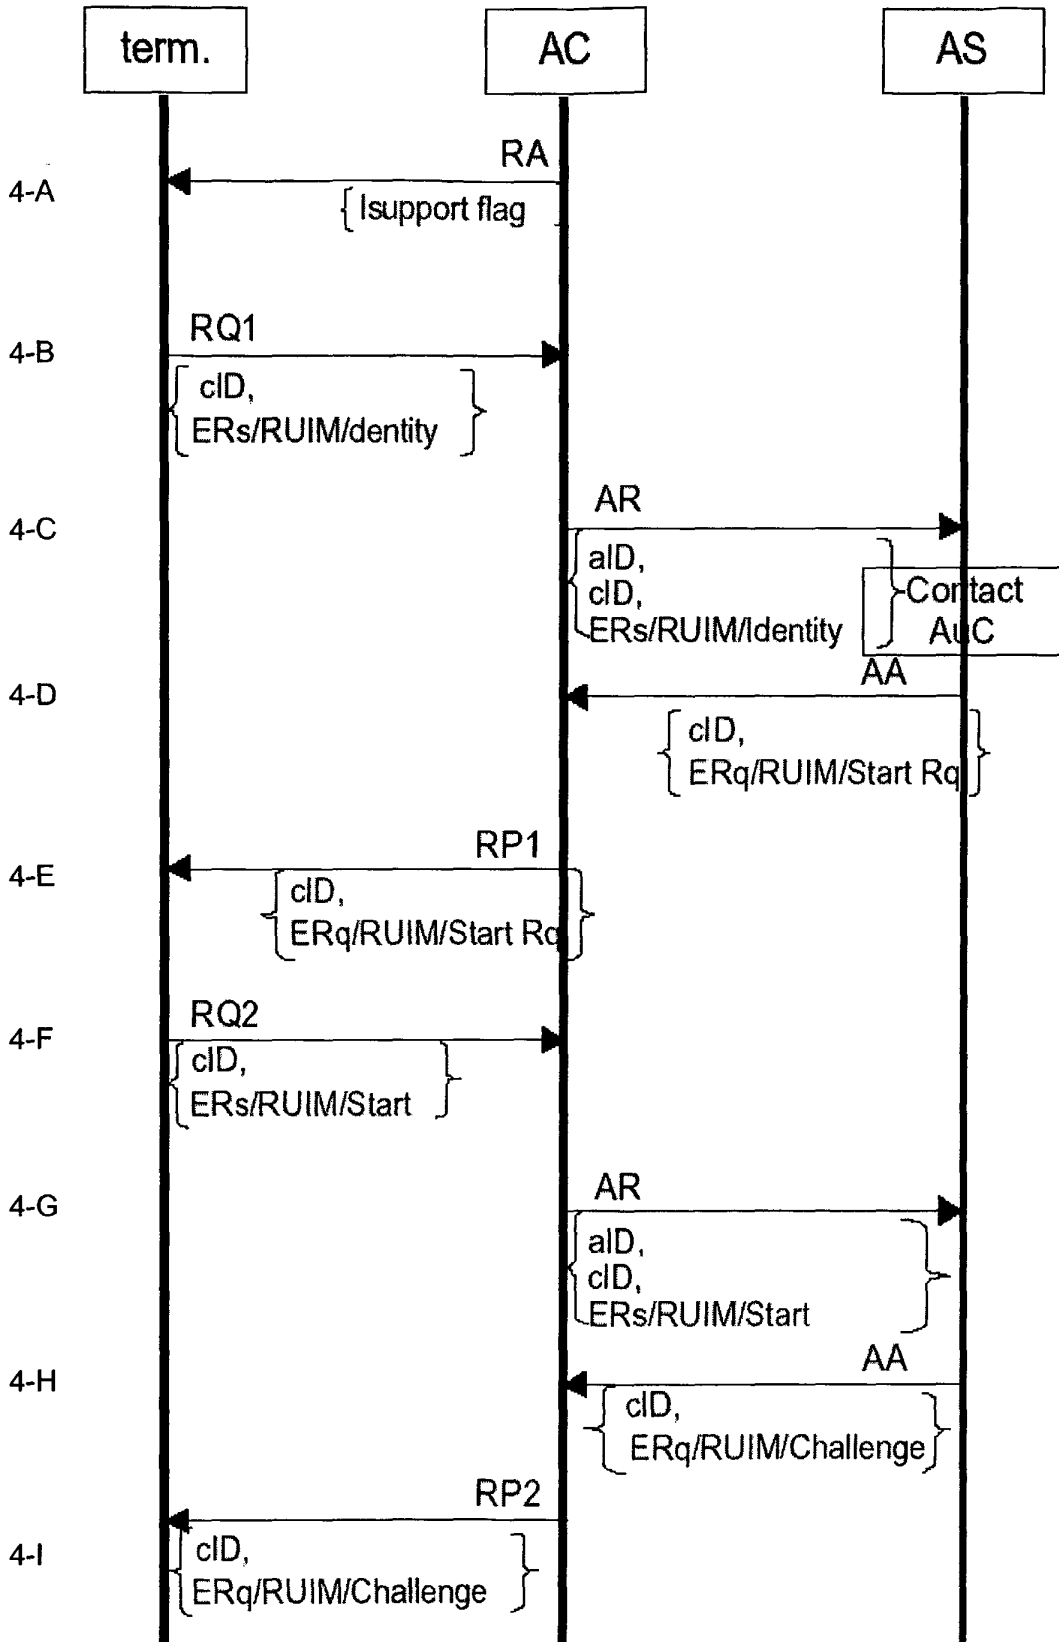 term.
AC
AS
RA
4-A
{ Isupport flag
RQ1
4-B
{ cID, }
ERs/RUIM/dentity
AR
4-C
aID,
cID,
ERs/RUIM/Identity
Contact
AuC
AA
4-D
cID,
ERq/RUIM/Start Rq
RP1
4-E
cID,
ERq/RUIM/Start Rq
RQ2
4-F
cID,
ERs/RUIM/Start
AR
4-G
aID,
cID,
ERs/RUIM/Start
AA
4-H
cID,
ERq/RUIM/Challenge
RP2
4-I
cID,
ERq/RUIM/Challenge